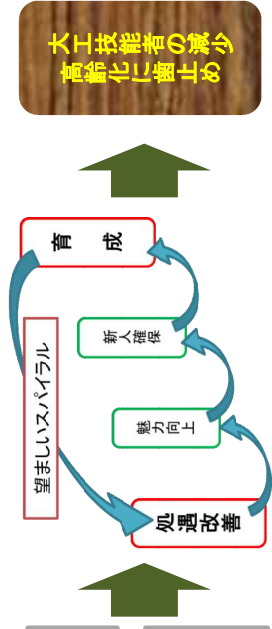 大工技能者の減少
高齢化に歯止め
育　成
新人確保
望ましいスパイラル
魅力向上
処遇改善